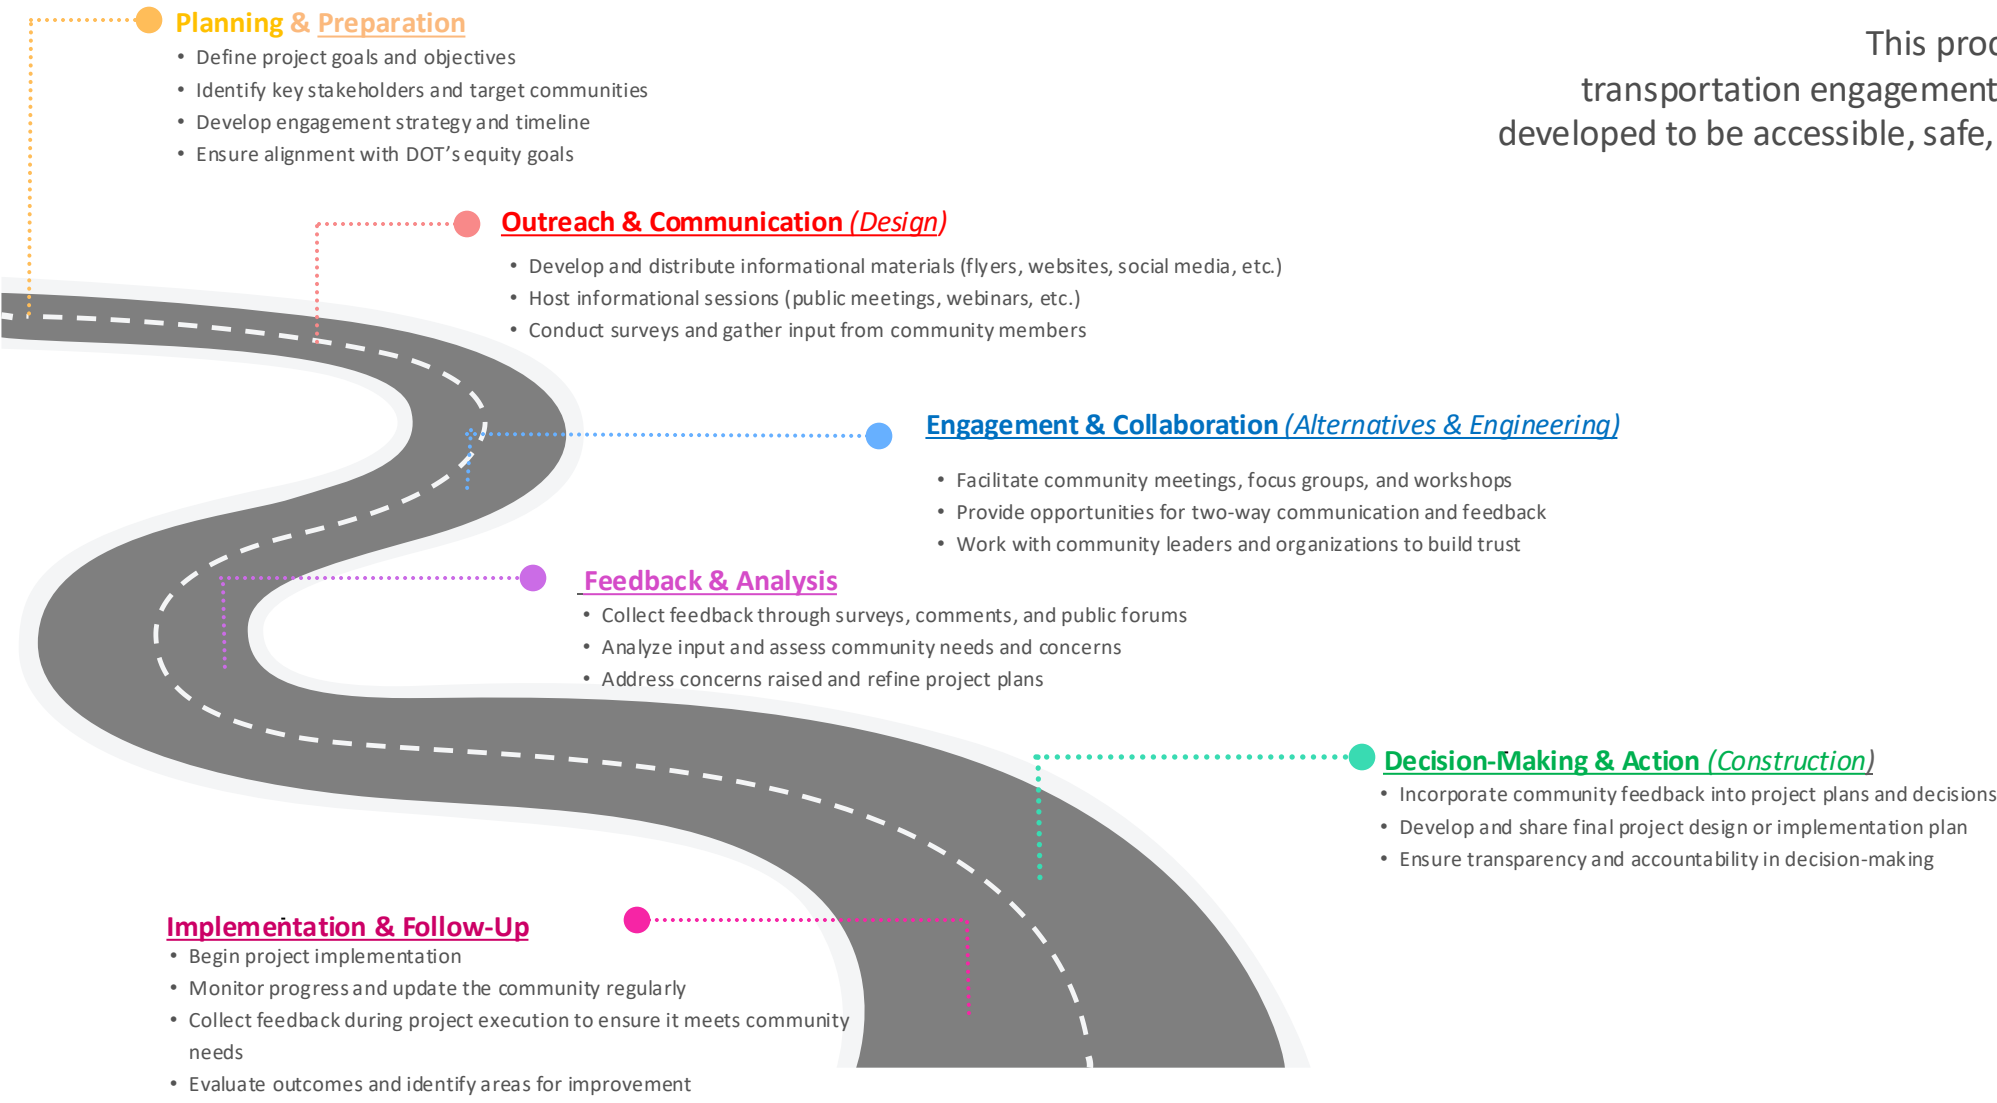 Planning & Preparation
• Define project goals and objectives
• Identify key stakeholders and target communities
• Develop engagement strategy and timeline
• Ensure alignment with DOT’s equity goals
This proc
transportation engagement
developed to be accessible, safe,
Outreach & Communication (Design)
• Develop and distribute informational materials (flyers, websites, social media, etc.)
• Host informational sessions (public meetings, webinars, etc.)
• Conduct surveys and gather input from community members
Engagement & Collaboration (Alternatives & Engineering)
• Facilitate community meetings, focus groups, and workshops
• Provide opportunities for two-way communication and feedback
• Work with community leaders and organizations to build trust
Feedback & Analysis
• Collect feedback through surveys, comments, and public forums
• Analyze input and assess community needs and concerns
• Address concerns raised and refine project plans
Decision-Making & Action (Construction)
• Incorporate community feedback into project plans and decisions
• Develop and share final project design or implementation plan
• Ensure transparency and accountability in decision-making
Implementation & Follow-Up
• Begin project implementation
• Monitor progress and update the community regularly
• Collect feedback during project execution to ensure it meets community
needs
• Evaluate outcomes and identify areas for improvement